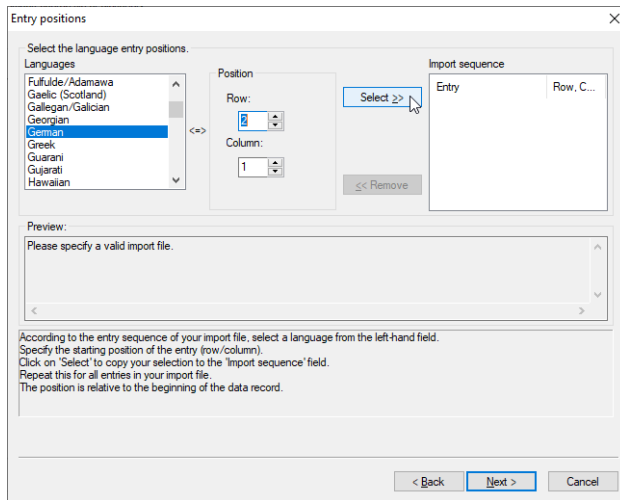 Entry positions
Select the language entry positions.
Languages
Fulfulde/Adamawa
Gaelic (Scotland)
Gallegan/Galician
Georgian
German
Greek
Guarani
Gujarati
Hawaiian
<=>
Position
Row:
2
Column:
1
Select >>
<< Remove
Import sequence
Entry Row, C...
Preview:
Please specify a valid import file.
According to the entry sequence of your import file, select a language from the left-hand field.
Specify the starting position of the entry (row/column).
Click on 'Select' to copy your selection to the 'Import sequence' field.
Repeat this for all entries in your import file.
The position is relative to the beginning of the data record.
< Back Next > Cancel